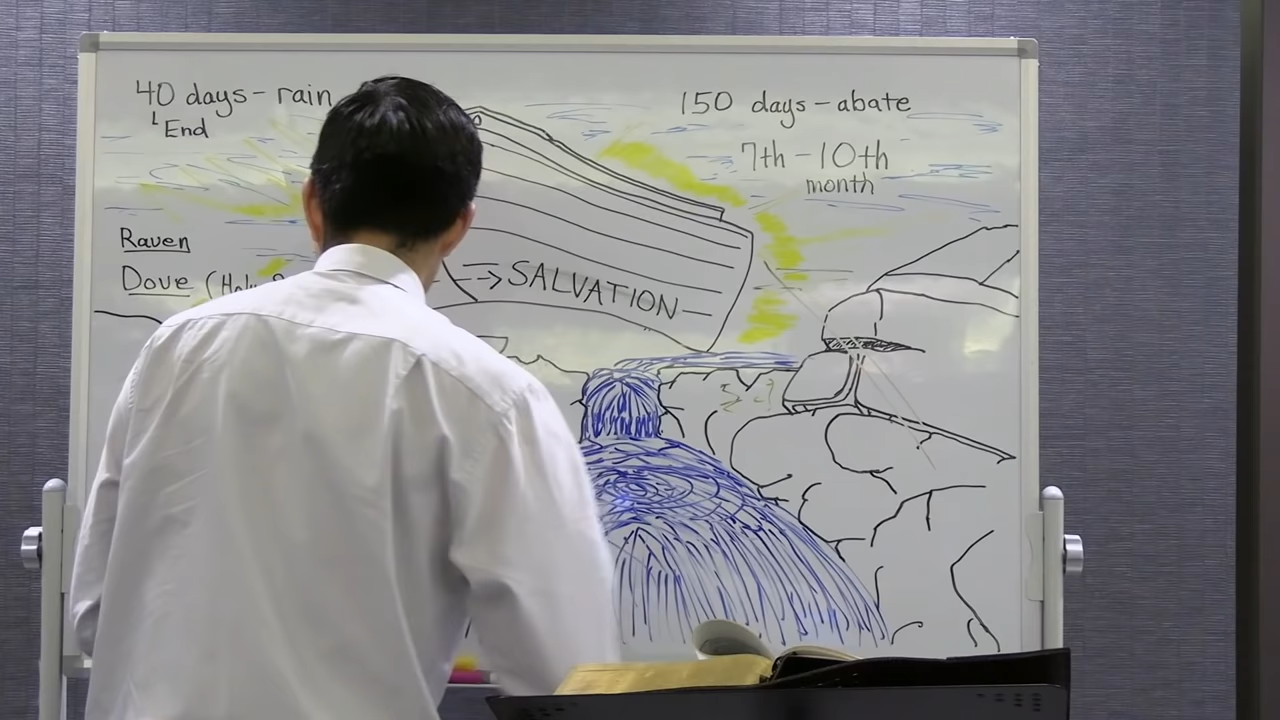 40 days - rain
End
150 days - abate
7th - 10th
month
Raven
Dove
SALVATION